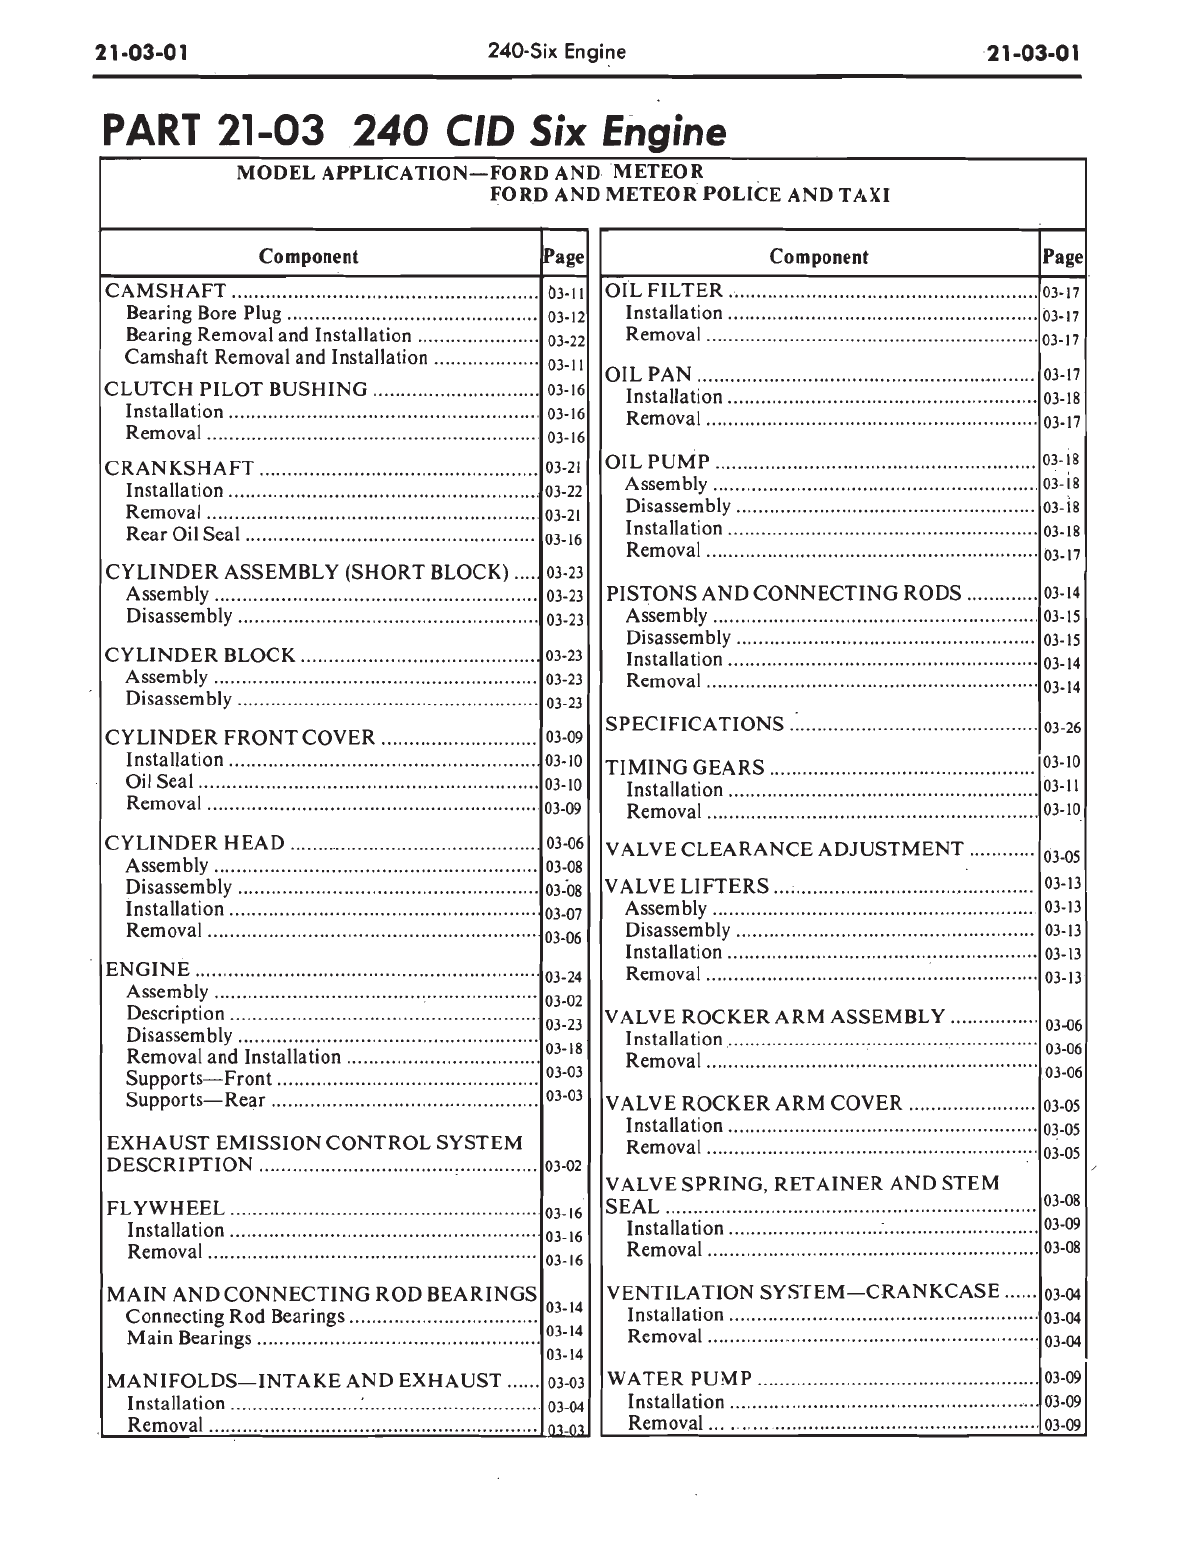 21-03-01 240-Six Engine 21-03-01
PART 21-03 240 CID Six Engine
MODEL APPLICATION—FORD AND METEOR
FORD AND METEOR POLICE AND TAXI
Component Page
CAMSHAFT 03-11
Bearing Bore Plug 03-12
Bearing Removal and Installation 03-22
Camshaft Removal and Installation 03-11
CLUTCH PILOT BUSHING 03-16
Installation 03-16
Removal 03-16
CRANKSHAFT 03-21
Installation 03-22
Removal 03-21
Rear Oil Seal 03-16
CYLINDER ASSEMBLY (SHORT BLOCK) 03-23
Assembly 03-23
Disassembly 03-23
CYLINDER BLOCK 03-23
Assembly 03-23
Disassembly 03-23
CYLINDER FRONT COVER 03-09
Installation 03-10
Oil Seal 03-10
Removal 03-09
CYLINDER HEAD 03-06
Assembly 03-08
Disassembly 03-08
Installation 03-07
Removal 03-06
ENGINE 03-24
Assembly 03-02
Description 03-23
Disassembly 03-18
Removal and Installation 03-03
Supports—Front 03-03
Supports—Rear
EXHAUST EMISSION CONTROL SYSTEM
DESCRIPTION 03-02
FLYWHEEL 03-16
Installation 03-16
Removal 03-16
MAIN AND CONNECTING ROD BEARINGS 03-14
Connecting Rod Bearings 03-14
Main Bearings 03-14
MANIFOLDS—INTAKE AND EXHAUST 03-03
Installation 03-04
Removal 03-03
Component Page
OIL FILTER 03-17
Installation 03-17
Removal 03-17
OIL PAN 03-17
Installation 03-18
Removal 03-17
OIL PUMP 03-18
Assembly 03-18
Disassembly 03-18
Installation 03-18
Removal 03-17
PISTONS AND CONNECTING RODS 03-14
Assembly 03-15
Disassembly 03-15
Installation 03-14
Removal 03-14
SPECIFICATIONS 03-26
TIMING GEARS 03-10
Installation 03-11
Removal 03-10
VALVE CLEARANCE ADJUSTMENT 03-05
VALVE LIFTERS 03-13
Assembly 03-13
Disassembly 03-13
Installation 03-13
Removal 03-13
VALVE ROCKER ARM ASSEMBLY 03-06
Installation 03-06
Removal 03-06
VALVE ROCKER ARM COVER 03-05
Installation 03-05
Removal 03-05
VALVE SPRING, RETAINER AND STEM
SEAL 03-08
Installation 03-09
Removal 03-08
VENTILATION SYSTEM—CRANKCASE 03-04
Installation 03-04
Removal 03-04
WATER PUMP 03-09
Installation 03-09
Removal 03-09